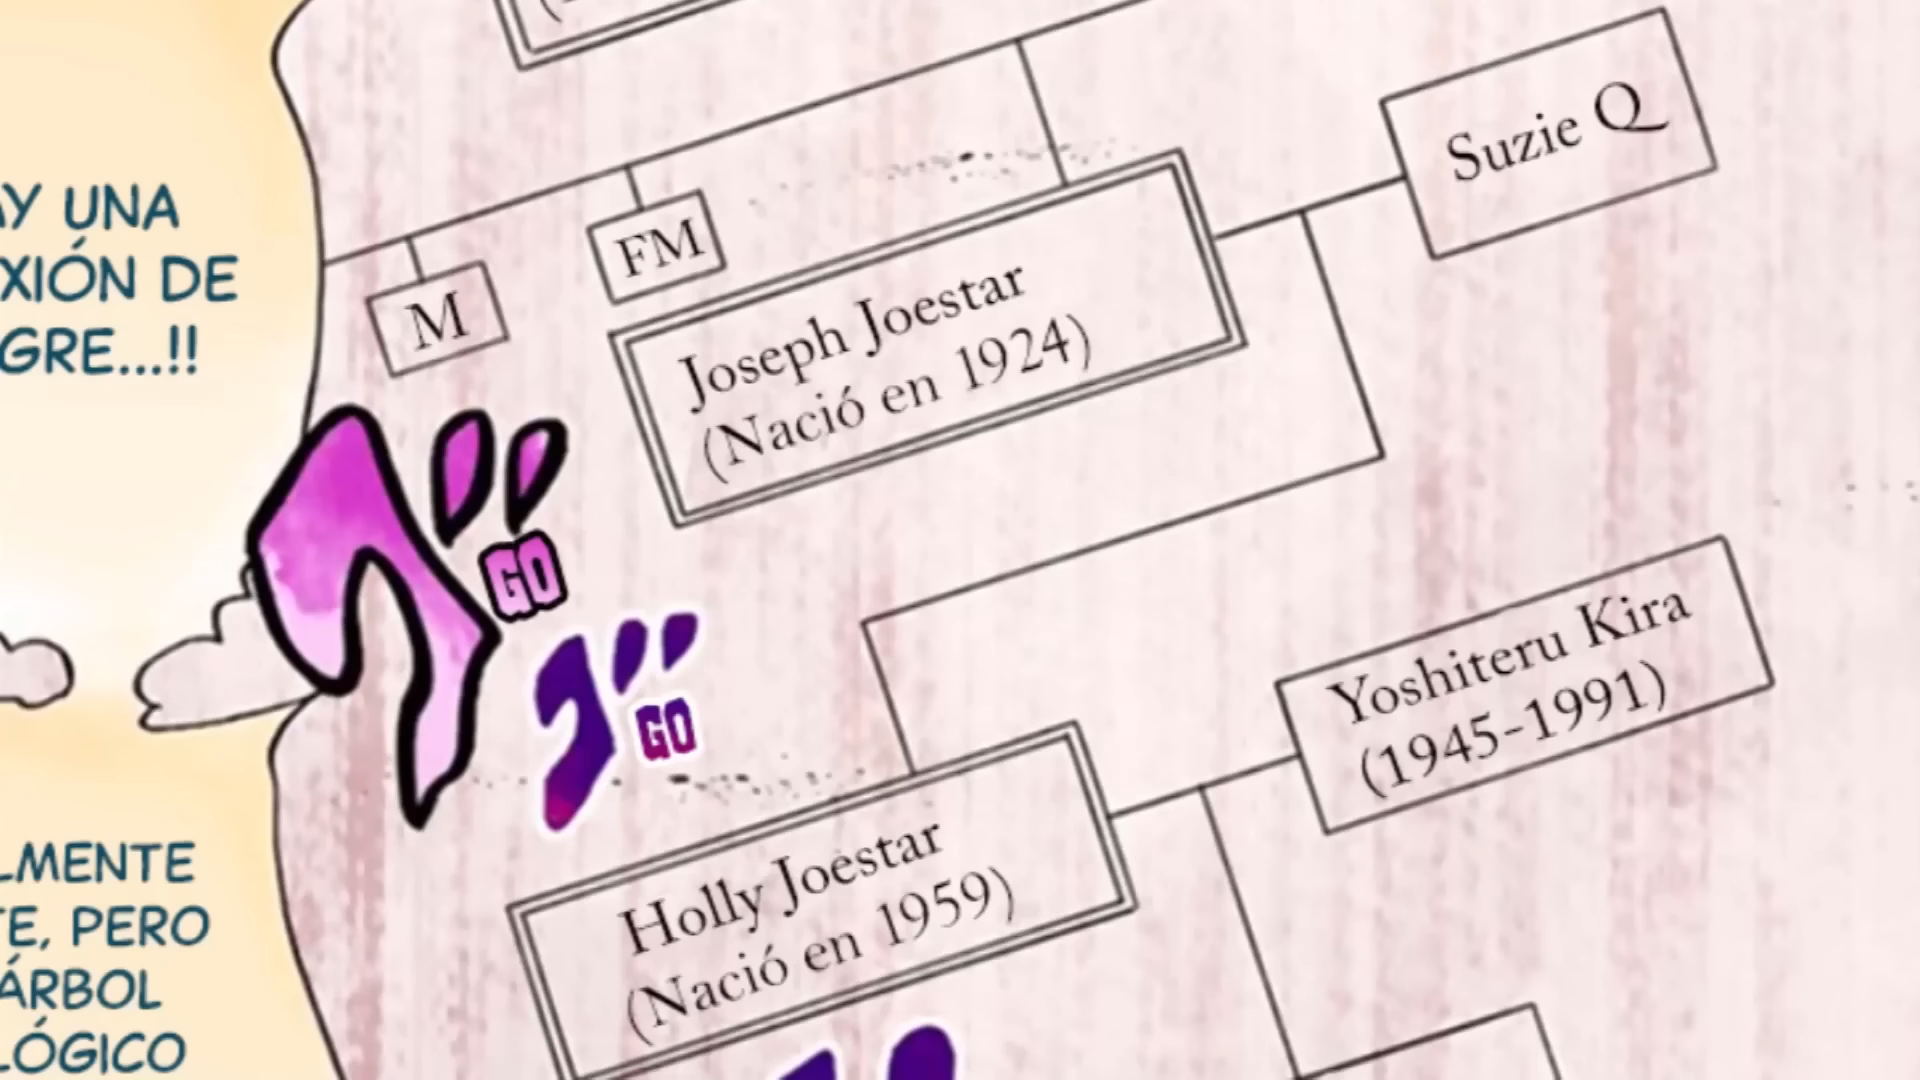 Suzie Q
AY UNA
XIÓN DE
GRE...!!
FM
M
Joseph Joestar
(Nació en 1924)
GO
GO
Yoshiteru Kira
(1945-1991)
Holly Joestar
(Nació en 1959)
LMENTE
TE, PERO
ÁRBOL
LÓGICO